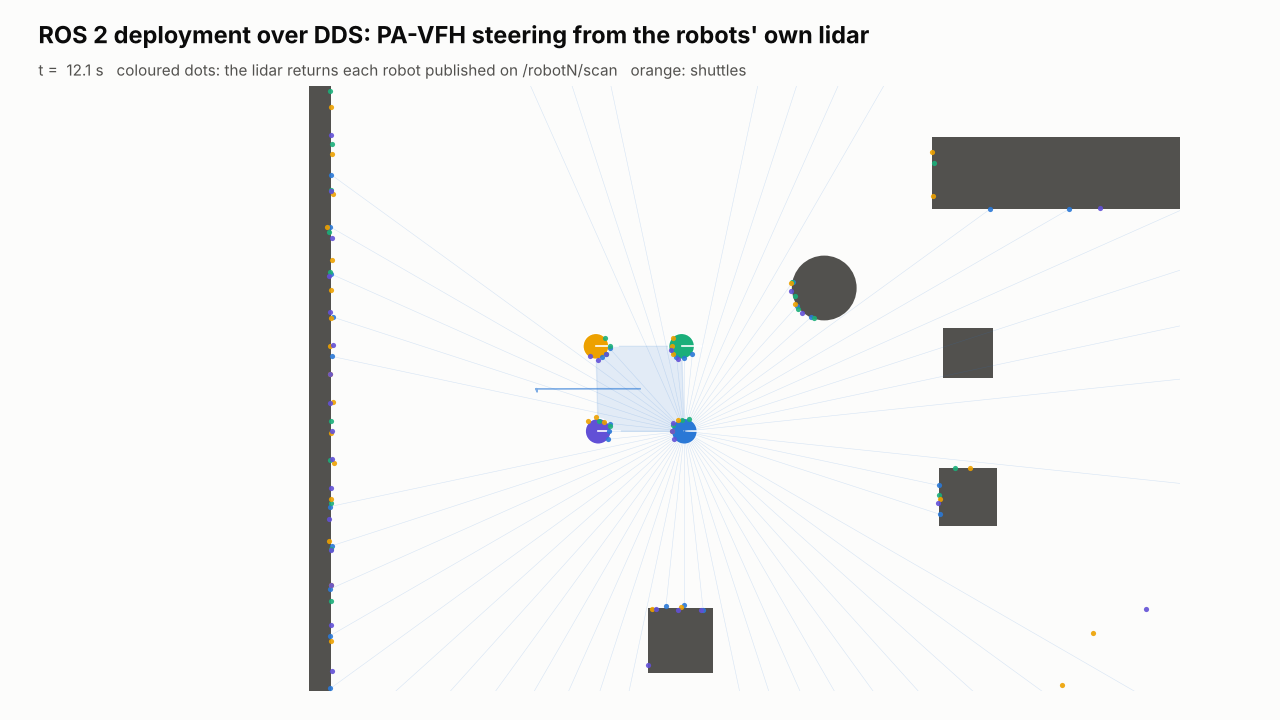 ROS 2 deployment over DDS: PA-VFH steering from the robots' own lidar
t = 12.1 s coloured dots: the lidar returns each robot published on /robotN/scan orange: shuttles